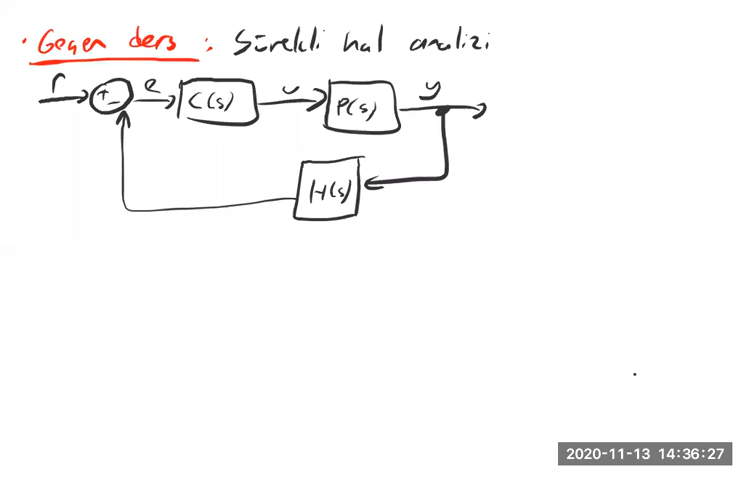 · Geçen ders : Sürekli hal analizi
r + - e C(s) u P(s) y
H(s)
2020-11-13 14:36:27